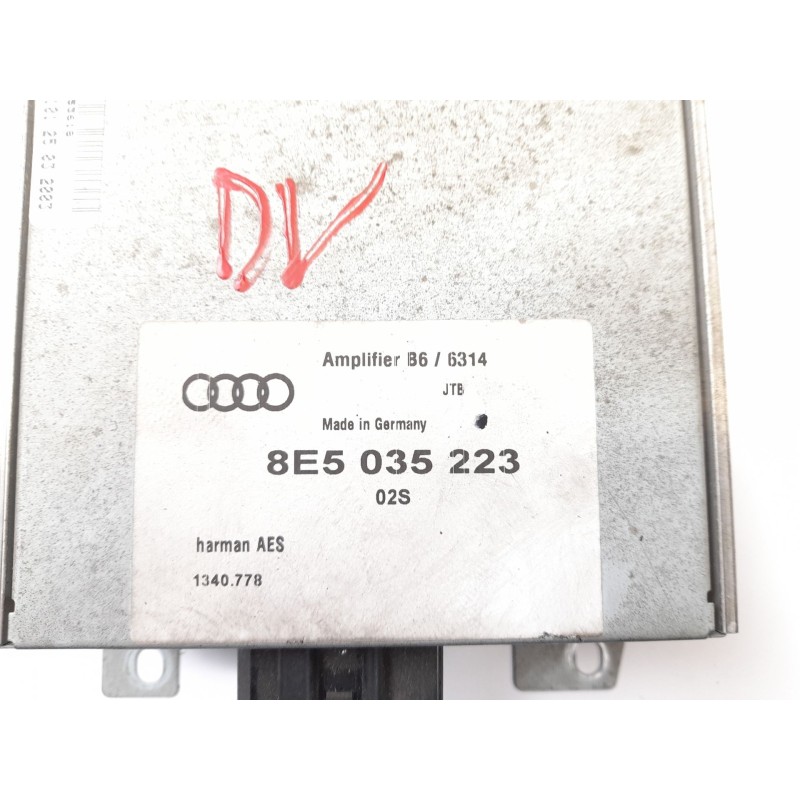 DV
Amplifier B6 / 6314
JTB
Made in Germany
8E5 035 223
02S
harman AES
1340.778